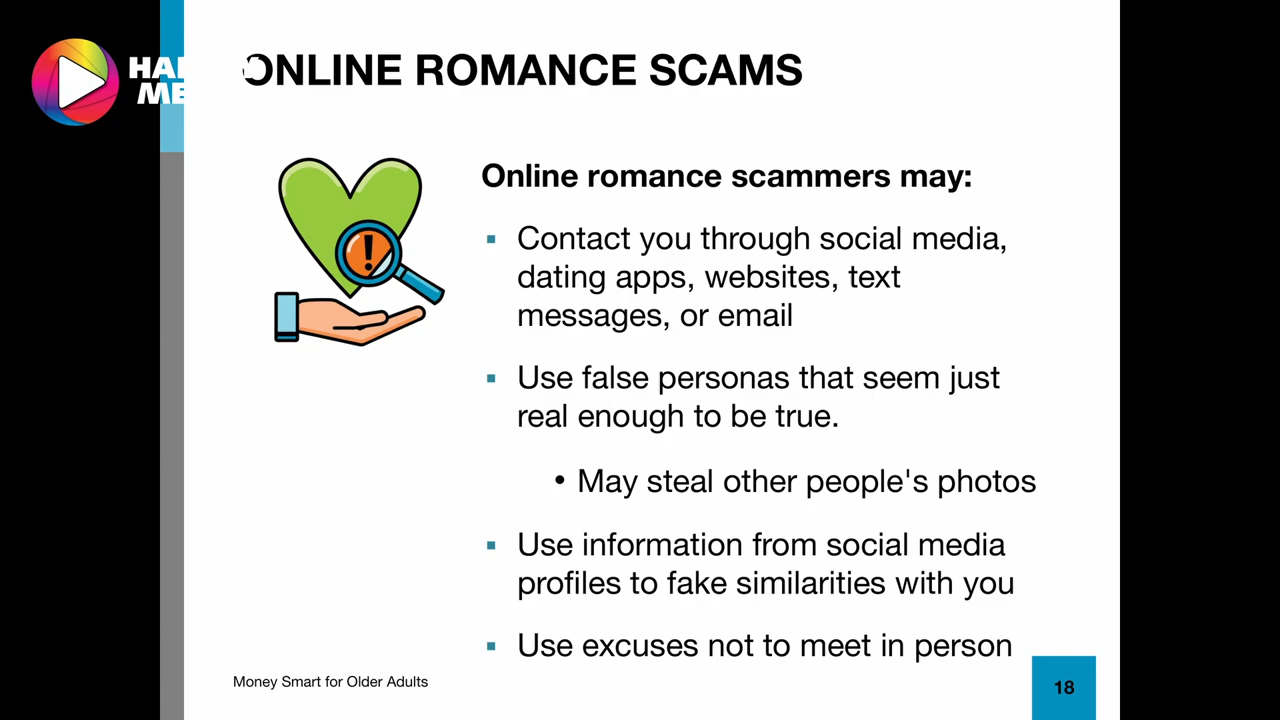 ONLINE ROMANCE SCAMS
Online romance scammers may:
▪ Contact you through social media,
dating apps, websites, text
messages, or email
▪ Use false personas that seem just
real enough to be true.
• May steal other people's photos
▪ Use information from social media
profiles to fake similarities with you
▪ Use excuses not to meet in person
Money Smart for Older Adults
18